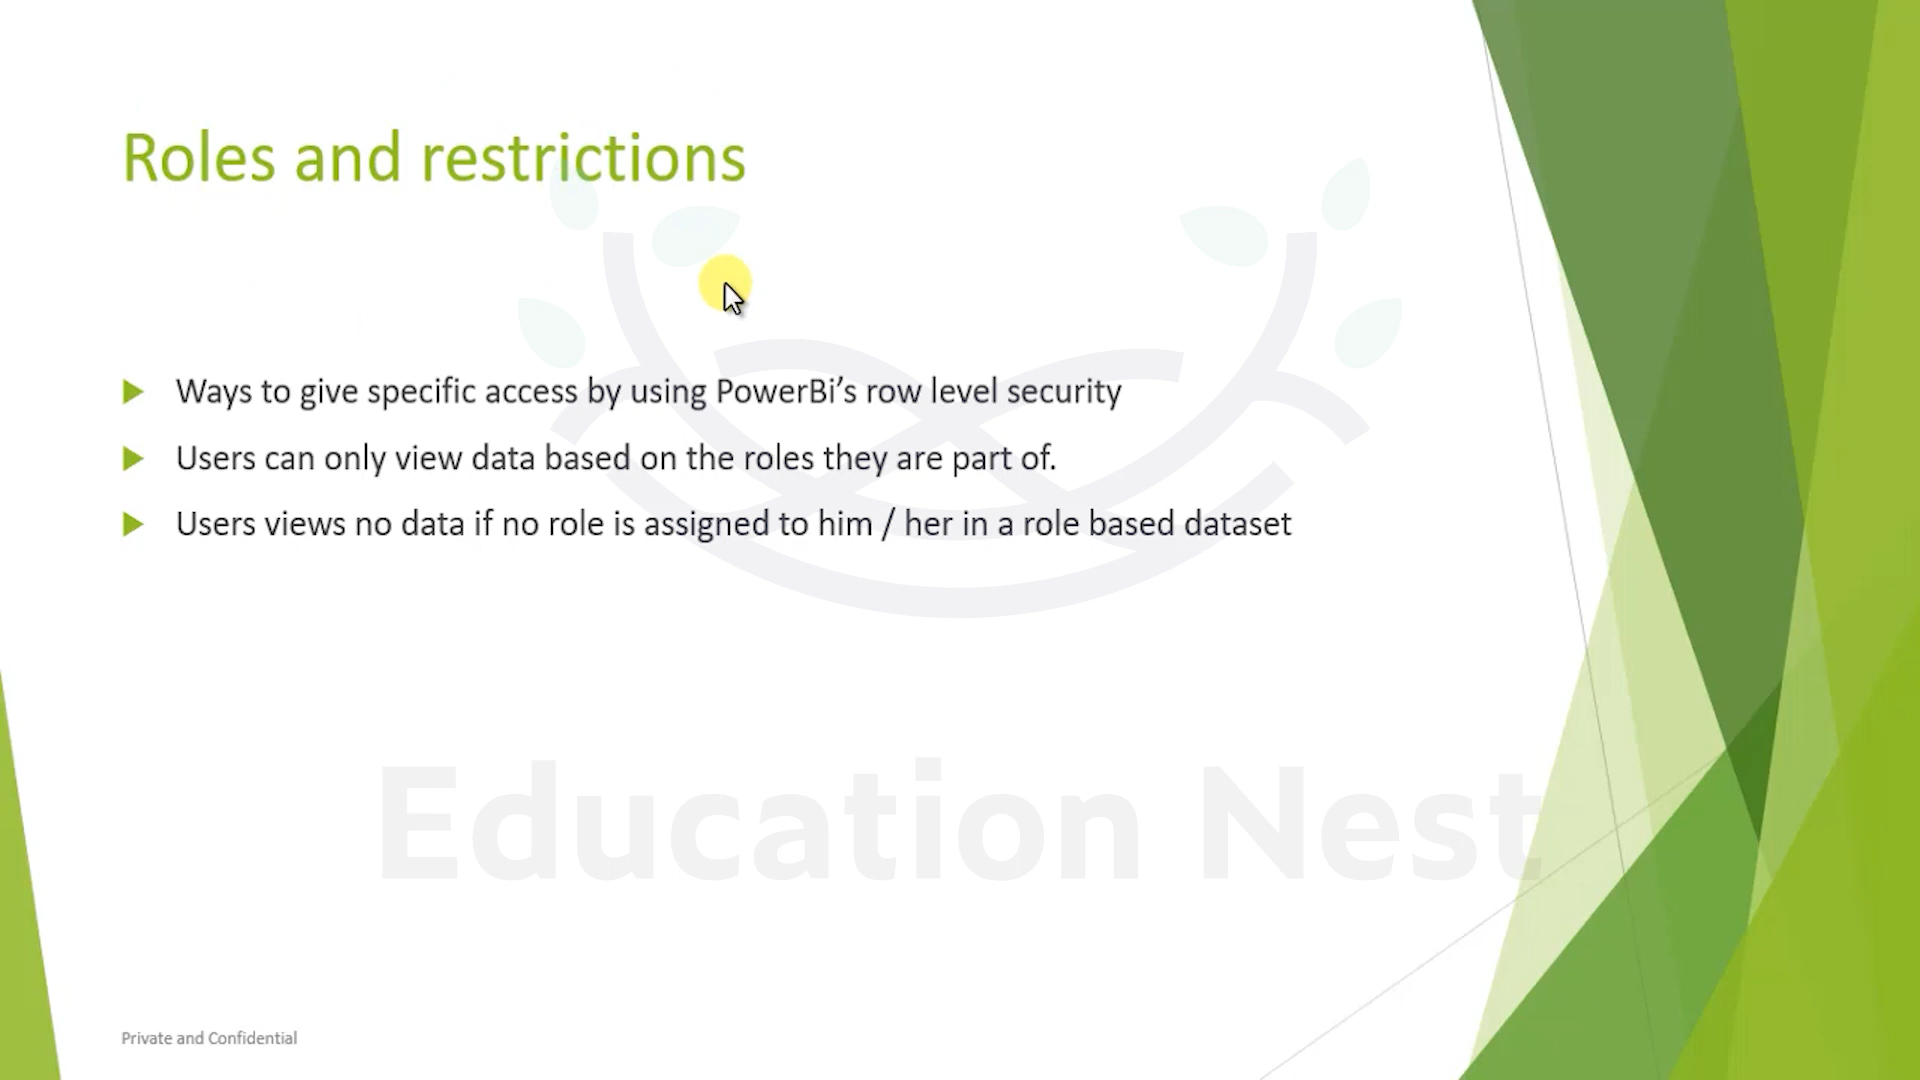 Roles and restrictions
Ways to give specific access by using PowerBi’s row level security
Users can only view data based on the roles they are part of.
Users views no data if no role is assigned to him / her in a role based dataset
Education Nest
Private and Confidential